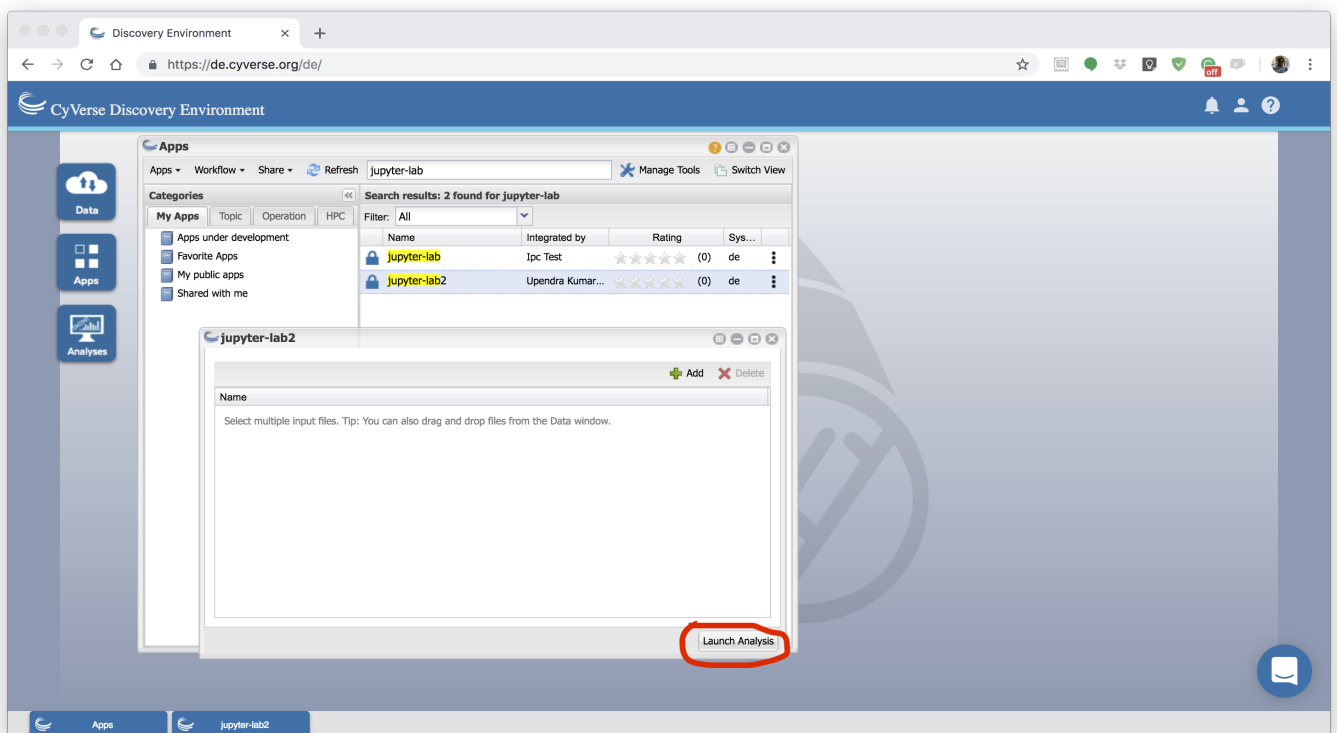 Discovery Environment
https://de.cyverse.org/de/
off
CyVerse Discovery Environment
Data
Apps
Analyses
Apps
Apps Workflow Share Refresh jupyter-lab Manage Tools Switch View
Categories
Search results: 2 found for jupyter-lab
My Apps Topic Operation HPC
Filter: All
Apps under development
Favorite Apps
My public apps
Shared with me
Name Integrated by Rating Sys...
jupyter-lab Ipc Test (0) de
jupyter-lab2 Upendra Kumar... (0) de
jupyter-lab2
Add Delete
Name
Select multiple input files. Tip: You can also drag and drop files from the Data window.
Launch Analysis
Apps
jupyter-lab2